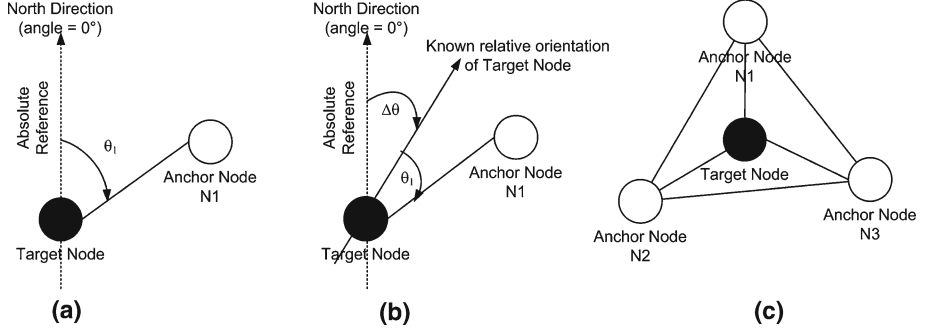 North Direction
(angle = 0°)
Absolute
Reference
θ1
Anchor Node
N1
Target Node
(a)
North Direction
(angle = 0°)
Known relative orientation
of Target Node
Absolute
Reference
Δθ
θ1
Anchor Node
N1
Target Node
(b)
Anchor Node
N1
Target Node
Anchor Node
N2
Anchor Node
N3
(c)